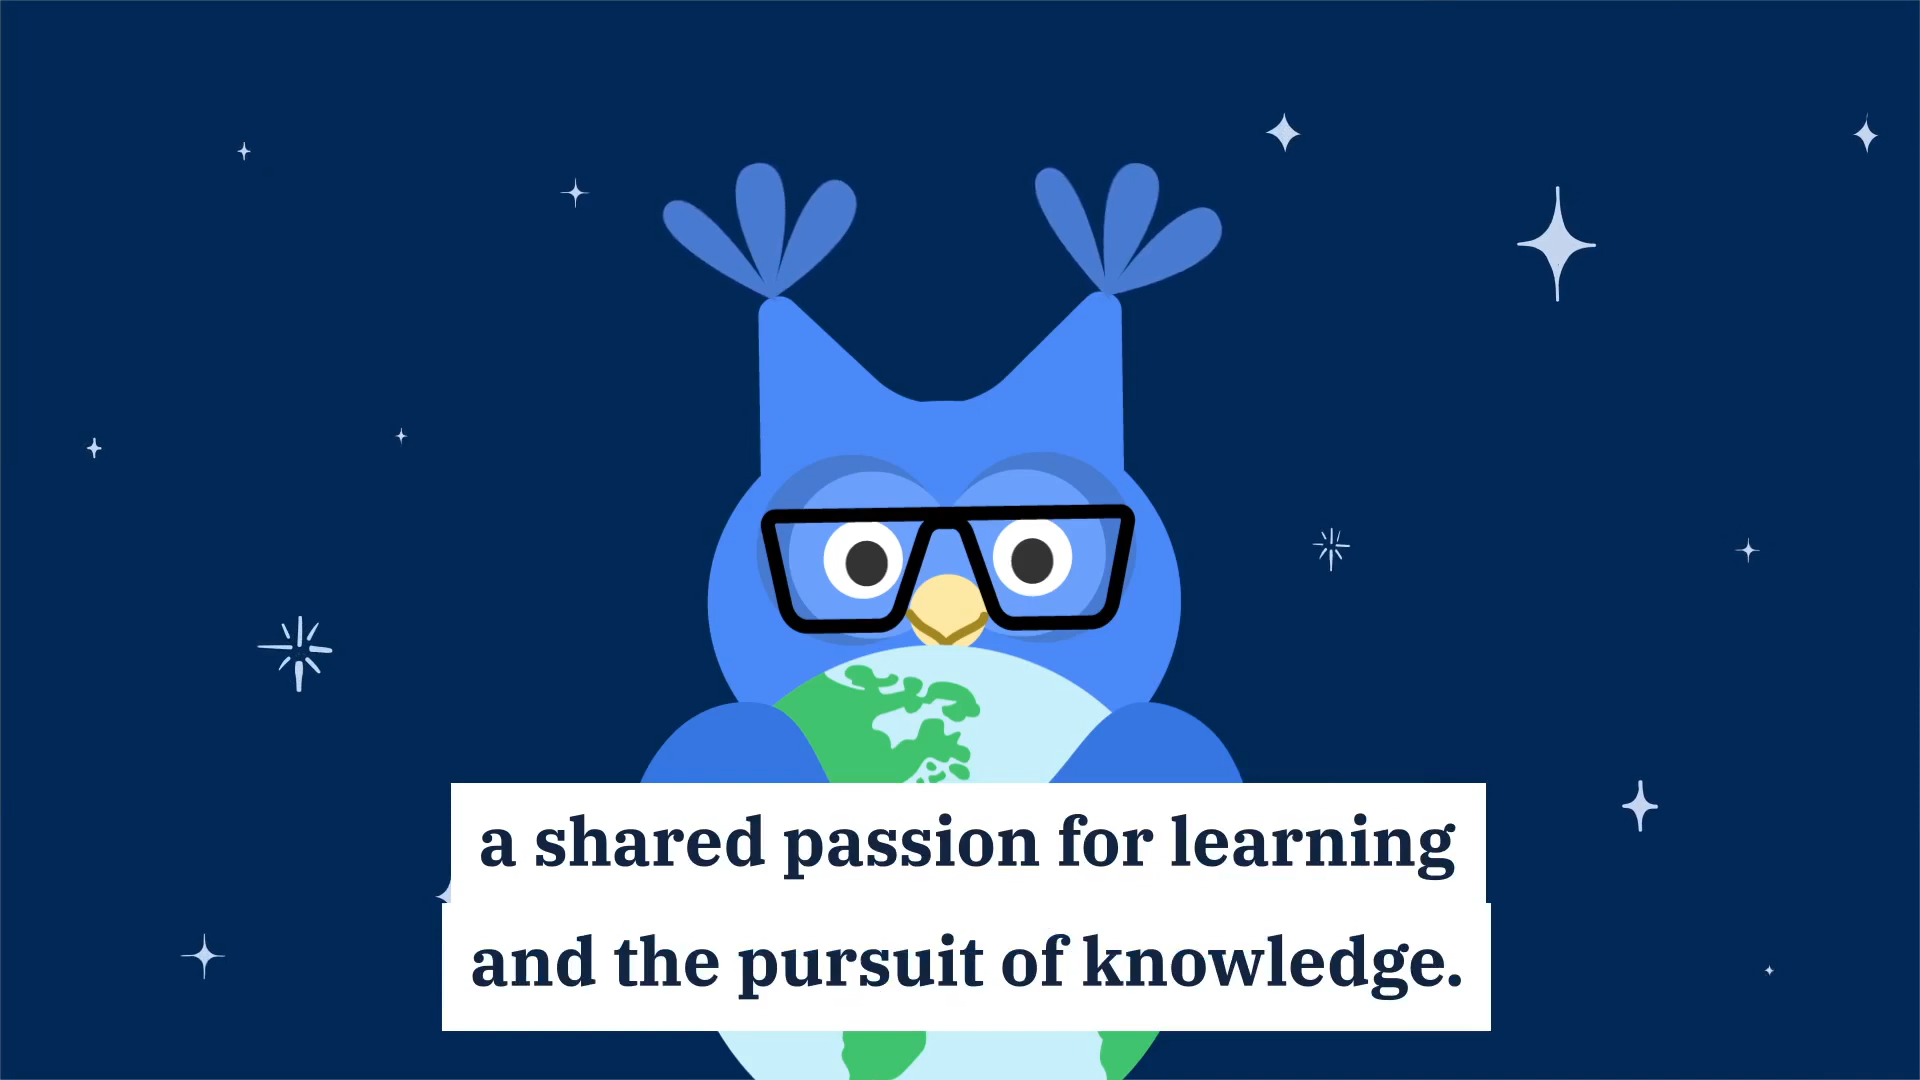 a shared passion for learning
and the pursuit of knowledge.